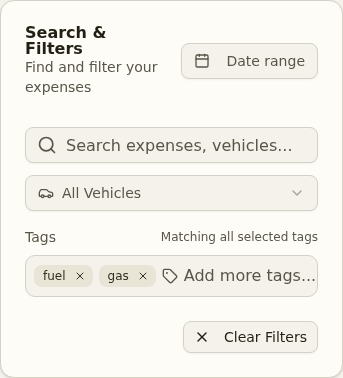 Search &
Filters
Find and filter your
expenses
Date range
Search expenses, vehicles...
All Vehicles
Tags
Matching all selected tags
fuel
gas
Add more tags...
Clear Filters